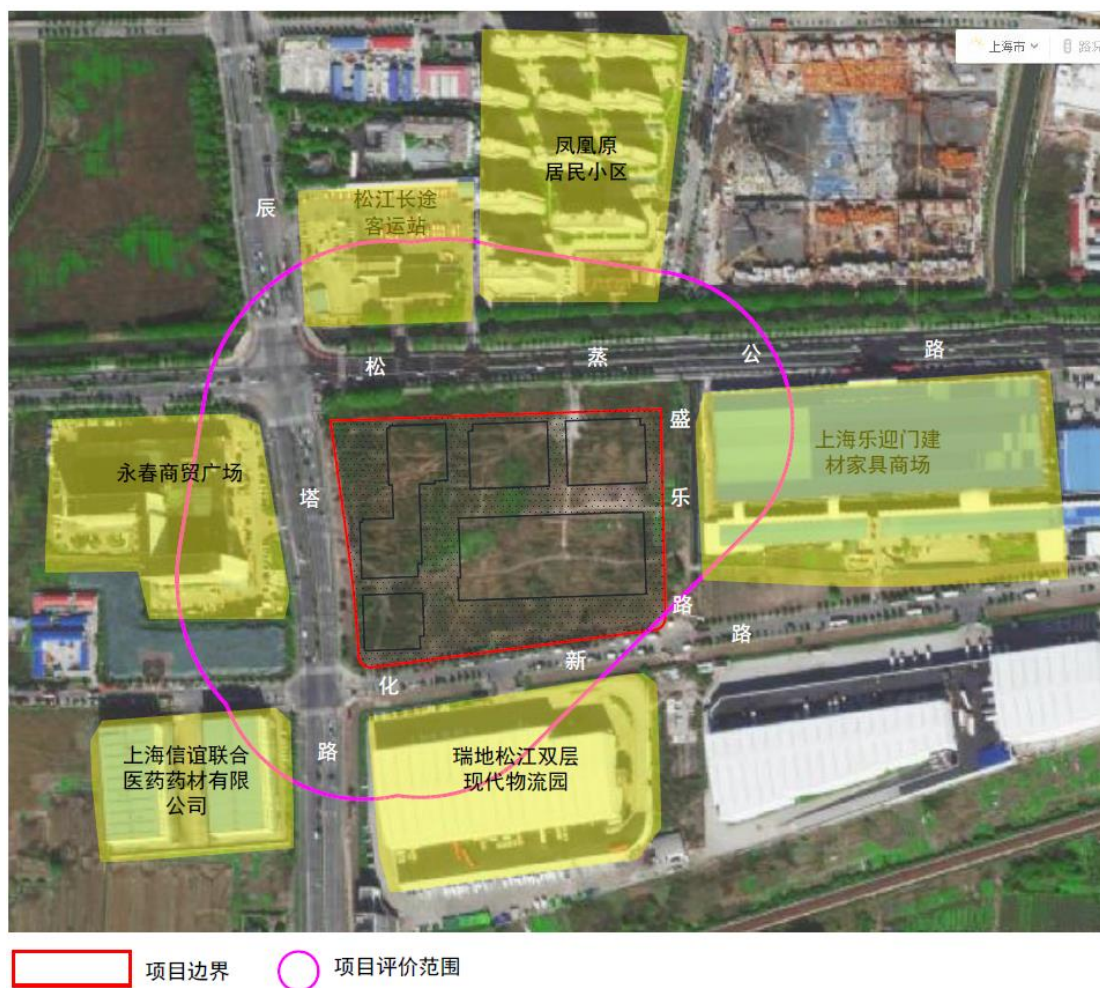 上海市
路况
凤凰原
居民小区
松江长途
客运站
辰
松
蒸
公
路
盛
永春商贸广场
上海乐迎门建
材家具商场
塔
乐
路
路
新
化
上海信谊联合
医药药材有限
公司
路
瑞地松江双层
现代物流园
项目边界
项目评价范围